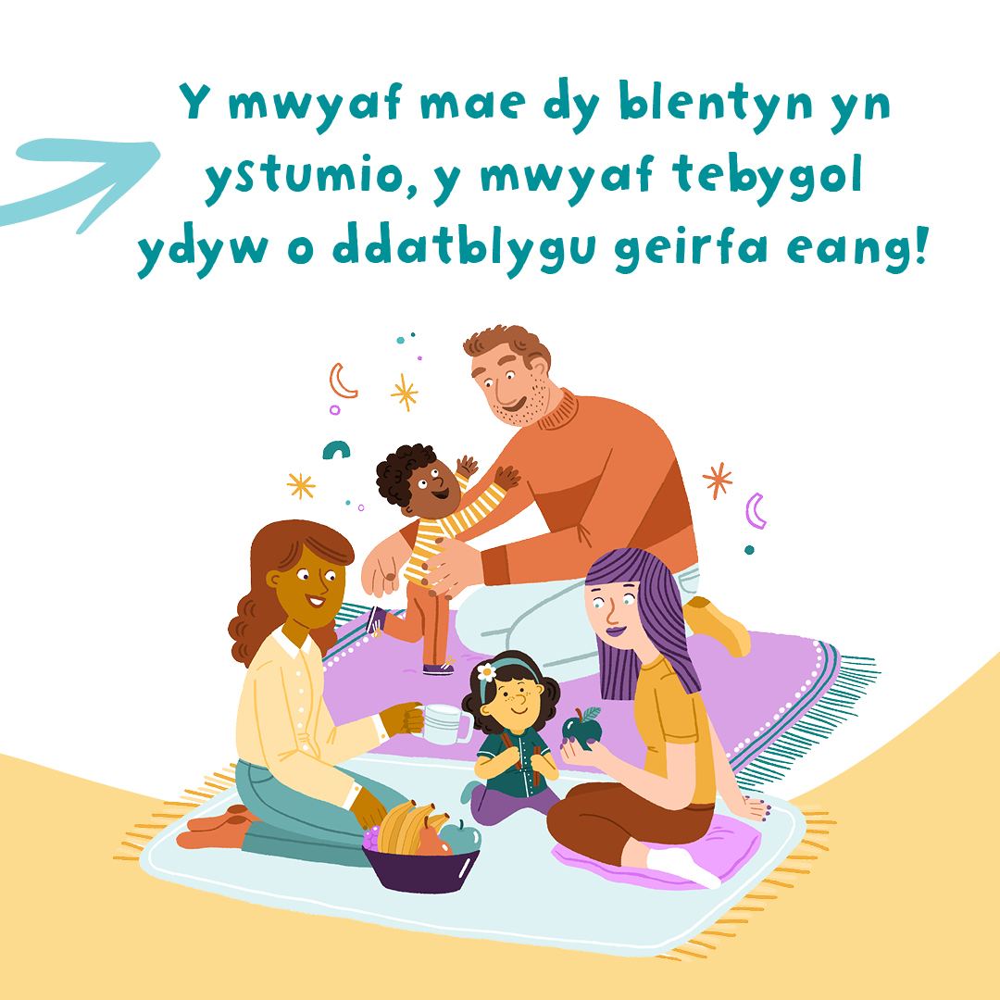 Y mwyaf mae dy blentyn yn
ystumio, y mwyaf tebygol
ydyw o ddatblygu geirfa eang!